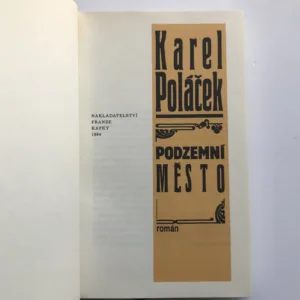 Karel
Poláček
PODZEMNÍ
MĚSTO
román
NAKLADATELSTVÍ
FRANZE
KAFKY
1994